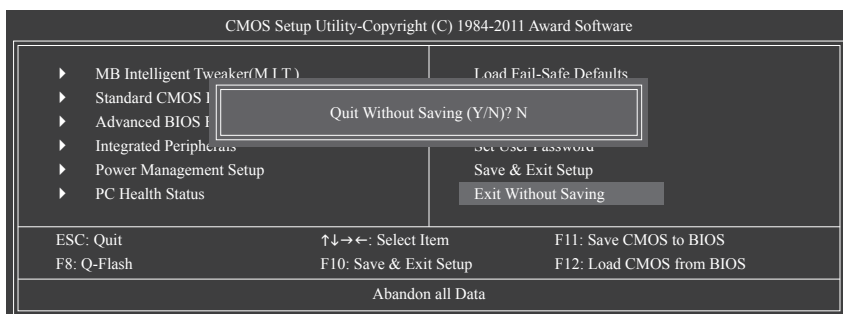 CMOS Setup Utility-Copyright (C) 1984-2011 Award Software
MB Intelligent Tweaker(M.I.T.)
Standard CMOS
Advanced BIOS
Integrated Peripherals
Power Management Setup
PC Health Status
Load Fail-Safe Defaults
Quit Without Saving (Y/N)? N
Set User Password
Save & Exit Setup
Exit Without Saving
ESC: Quit ↑↓→←: Select Item F11: Save CMOS to BIOS
F8: Q-Flash F10: Save & Exit Setup F12: Load CMOS from BIOS
Abandon all Data